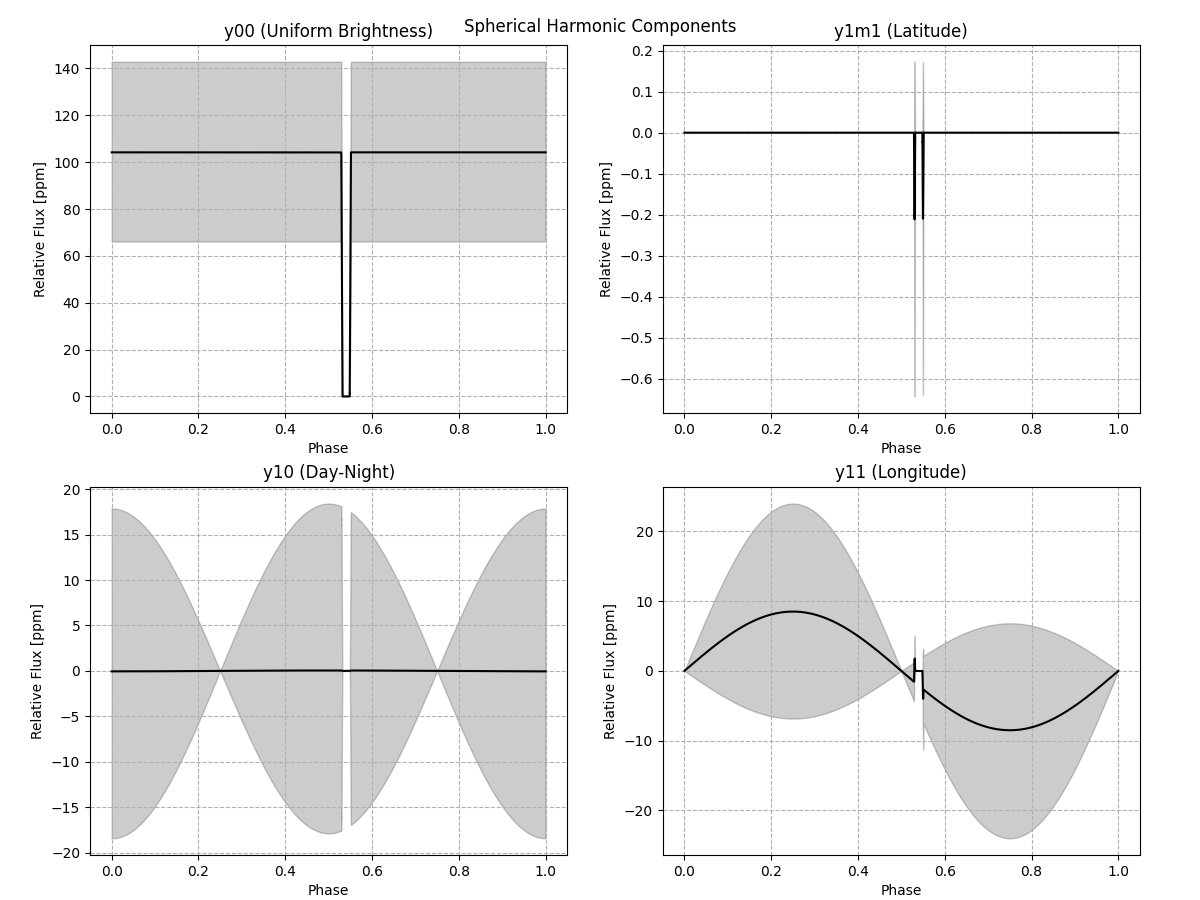 Spherical Harmonic Components
y00 (Uniform Brightness)
140
120
100
80
60
40
20
0
Relative Flux [ppm]
0.0 0.2 0.4 0.6 0.8 1.0
Phase
y1m1 (Latitude)
0.2
0.1
0.0
−0.1
−0.2
−0.3
−0.4
−0.5
−0.6
Relative Flux [ppm]
0.0 0.2 0.4 0.6 0.8 1.0
Phase
y10 (Day-Night)
20
15
10
5
0
−5
−10
−15
−20
Relative Flux [ppm]
0.0 0.2 0.4 0.6 0.8 1.0
Phase
y11 (Longitude)
20
10
0
−10
−20
Relative Flux [ppm]
0.0 0.2 0.4 0.6 0.8 1.0
Phase